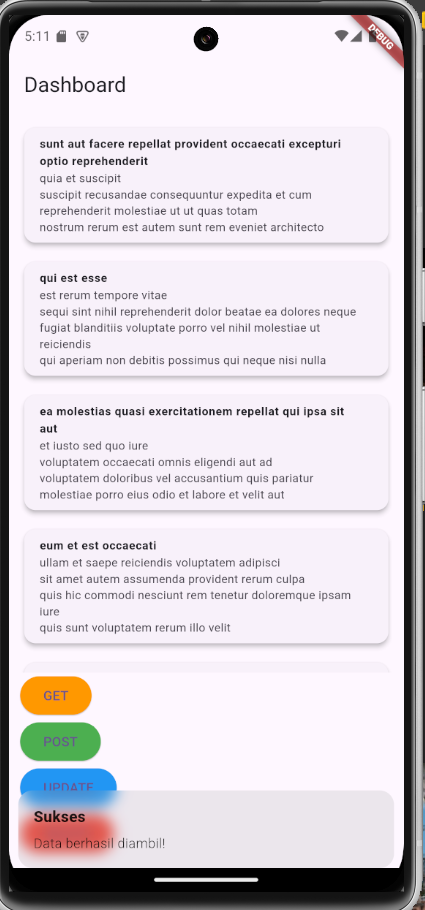 5:11
DEBUG
Dashboard
sunt aut facere repellat provident occaecati excepturi
optio reprehenderit
quia et suscipit
suscipit recusandae consequuntur expedita et cum
reprehenderit molestiae ut ut quas totam
nostrum rerum est autem sunt rem eveniet architecto
qui est esse
est rerum tempore vitae
sequi sint nihil reprehenderit dolor beatae ea dolores neque
fugiat blanditiis voluptate porro vel nihil molestiae ut
reiciendis
qui aperiam non debitis possimus qui neque nisi nulla
ea molestias quasi exercitationem repellat qui ipsa sit
aut
et iusto sed quo iure
voluptatem occaecati omnis eligendi aut ad
voluptatem doloribus vel accusantium quis pariatur
molestiae porro eius odio et labore et velit aut
eum et est occaecati
ullam et saepe reiciendis voluptatem adipisci
sit amet autem assumenda provident rerum culpa
quis hic commodi nesciunt rem tenetur doloremque ipsam
iure
quis sunt voluptatem rerum illo velit
GET
POST
UPDATE
Sukses
Data berhasil diambil!